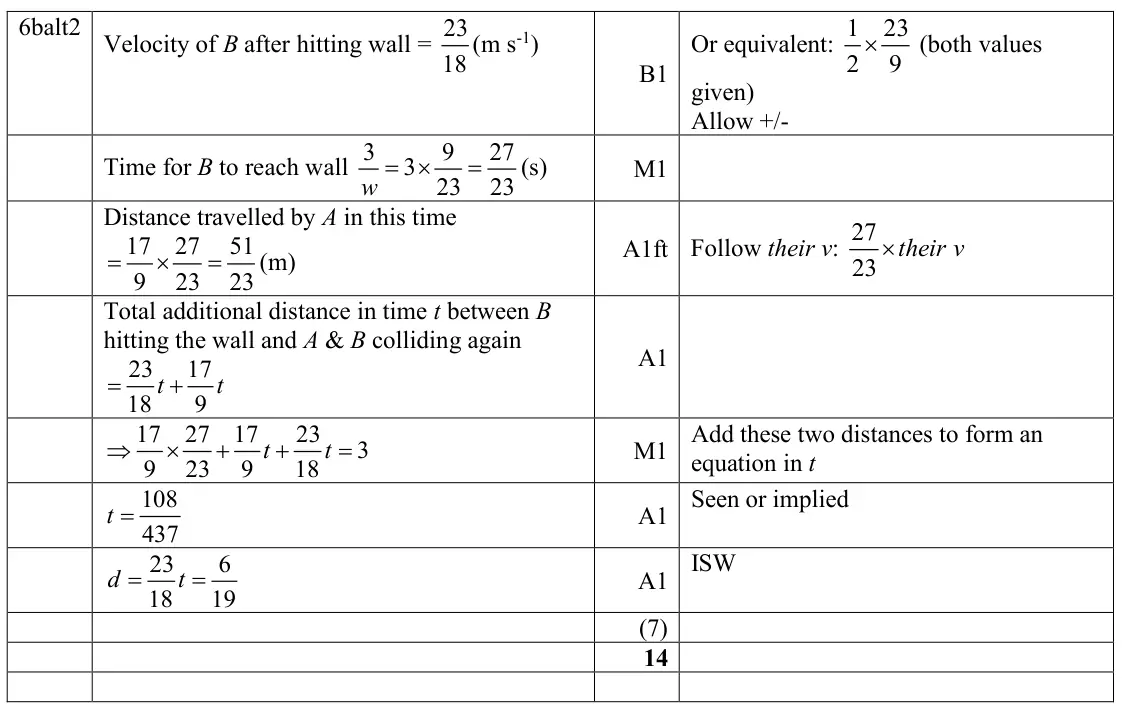 6balt2 Velocity of B after hitting wall = 23/18 (m s⁻¹) B1 Or equivalent: 1/2 × 23/9 (both values
given)
Allow +/-
Time for B to reach wall 3/w = 3 × 9/23 = 27/23 (s) M1
Distance travelled by A in this time
= 17/9 × 27/23 = 51/23 (m) A1ft Follow their v: 27/23 × their v
Total additional distance in time t between B
hitting the wall and A & B colliding again
= 23/18 t + 17/9 t A1
⇒ 17/9 × 27/23 + 17/9 t + 23/18 t = 3 M1 Add these two distances to form an
equation in t
t = 108/437 A1 Seen or implied
d = 23/18 t = 6/19 A1 ISW
(7)
14